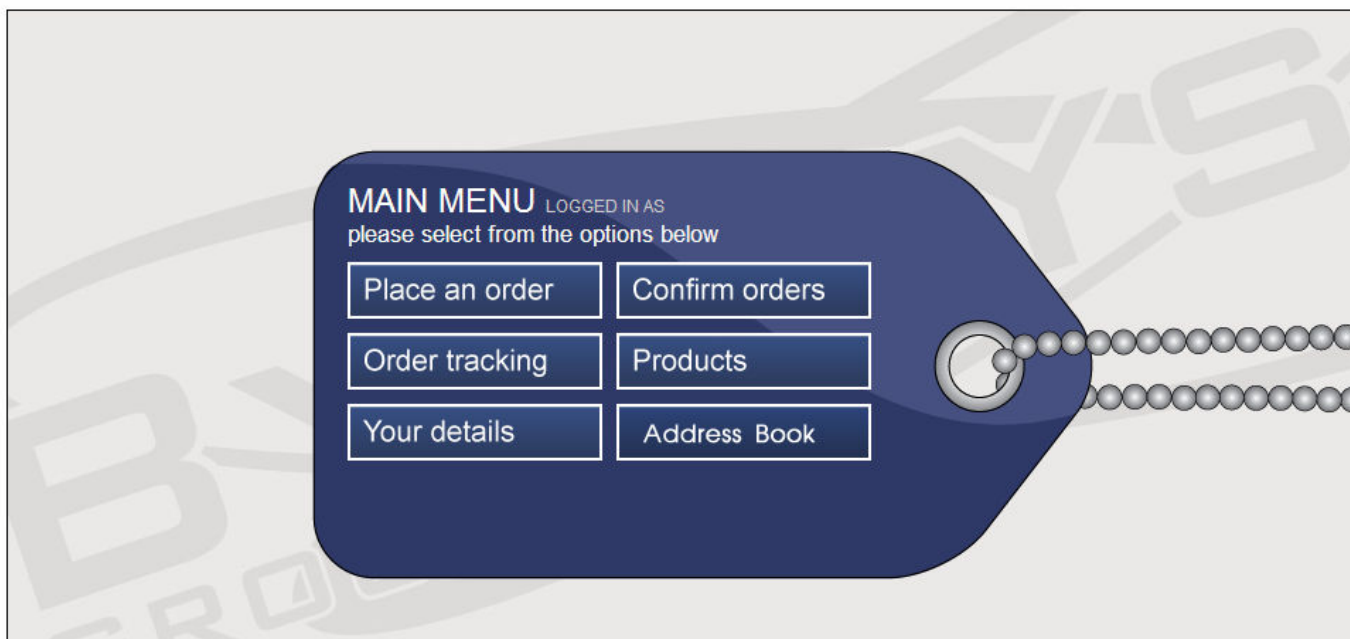 MAIN MENU LOGGED IN AS
please select from the options below
Place an order
Confirm orders
Order tracking
Products
Your details
Address Book